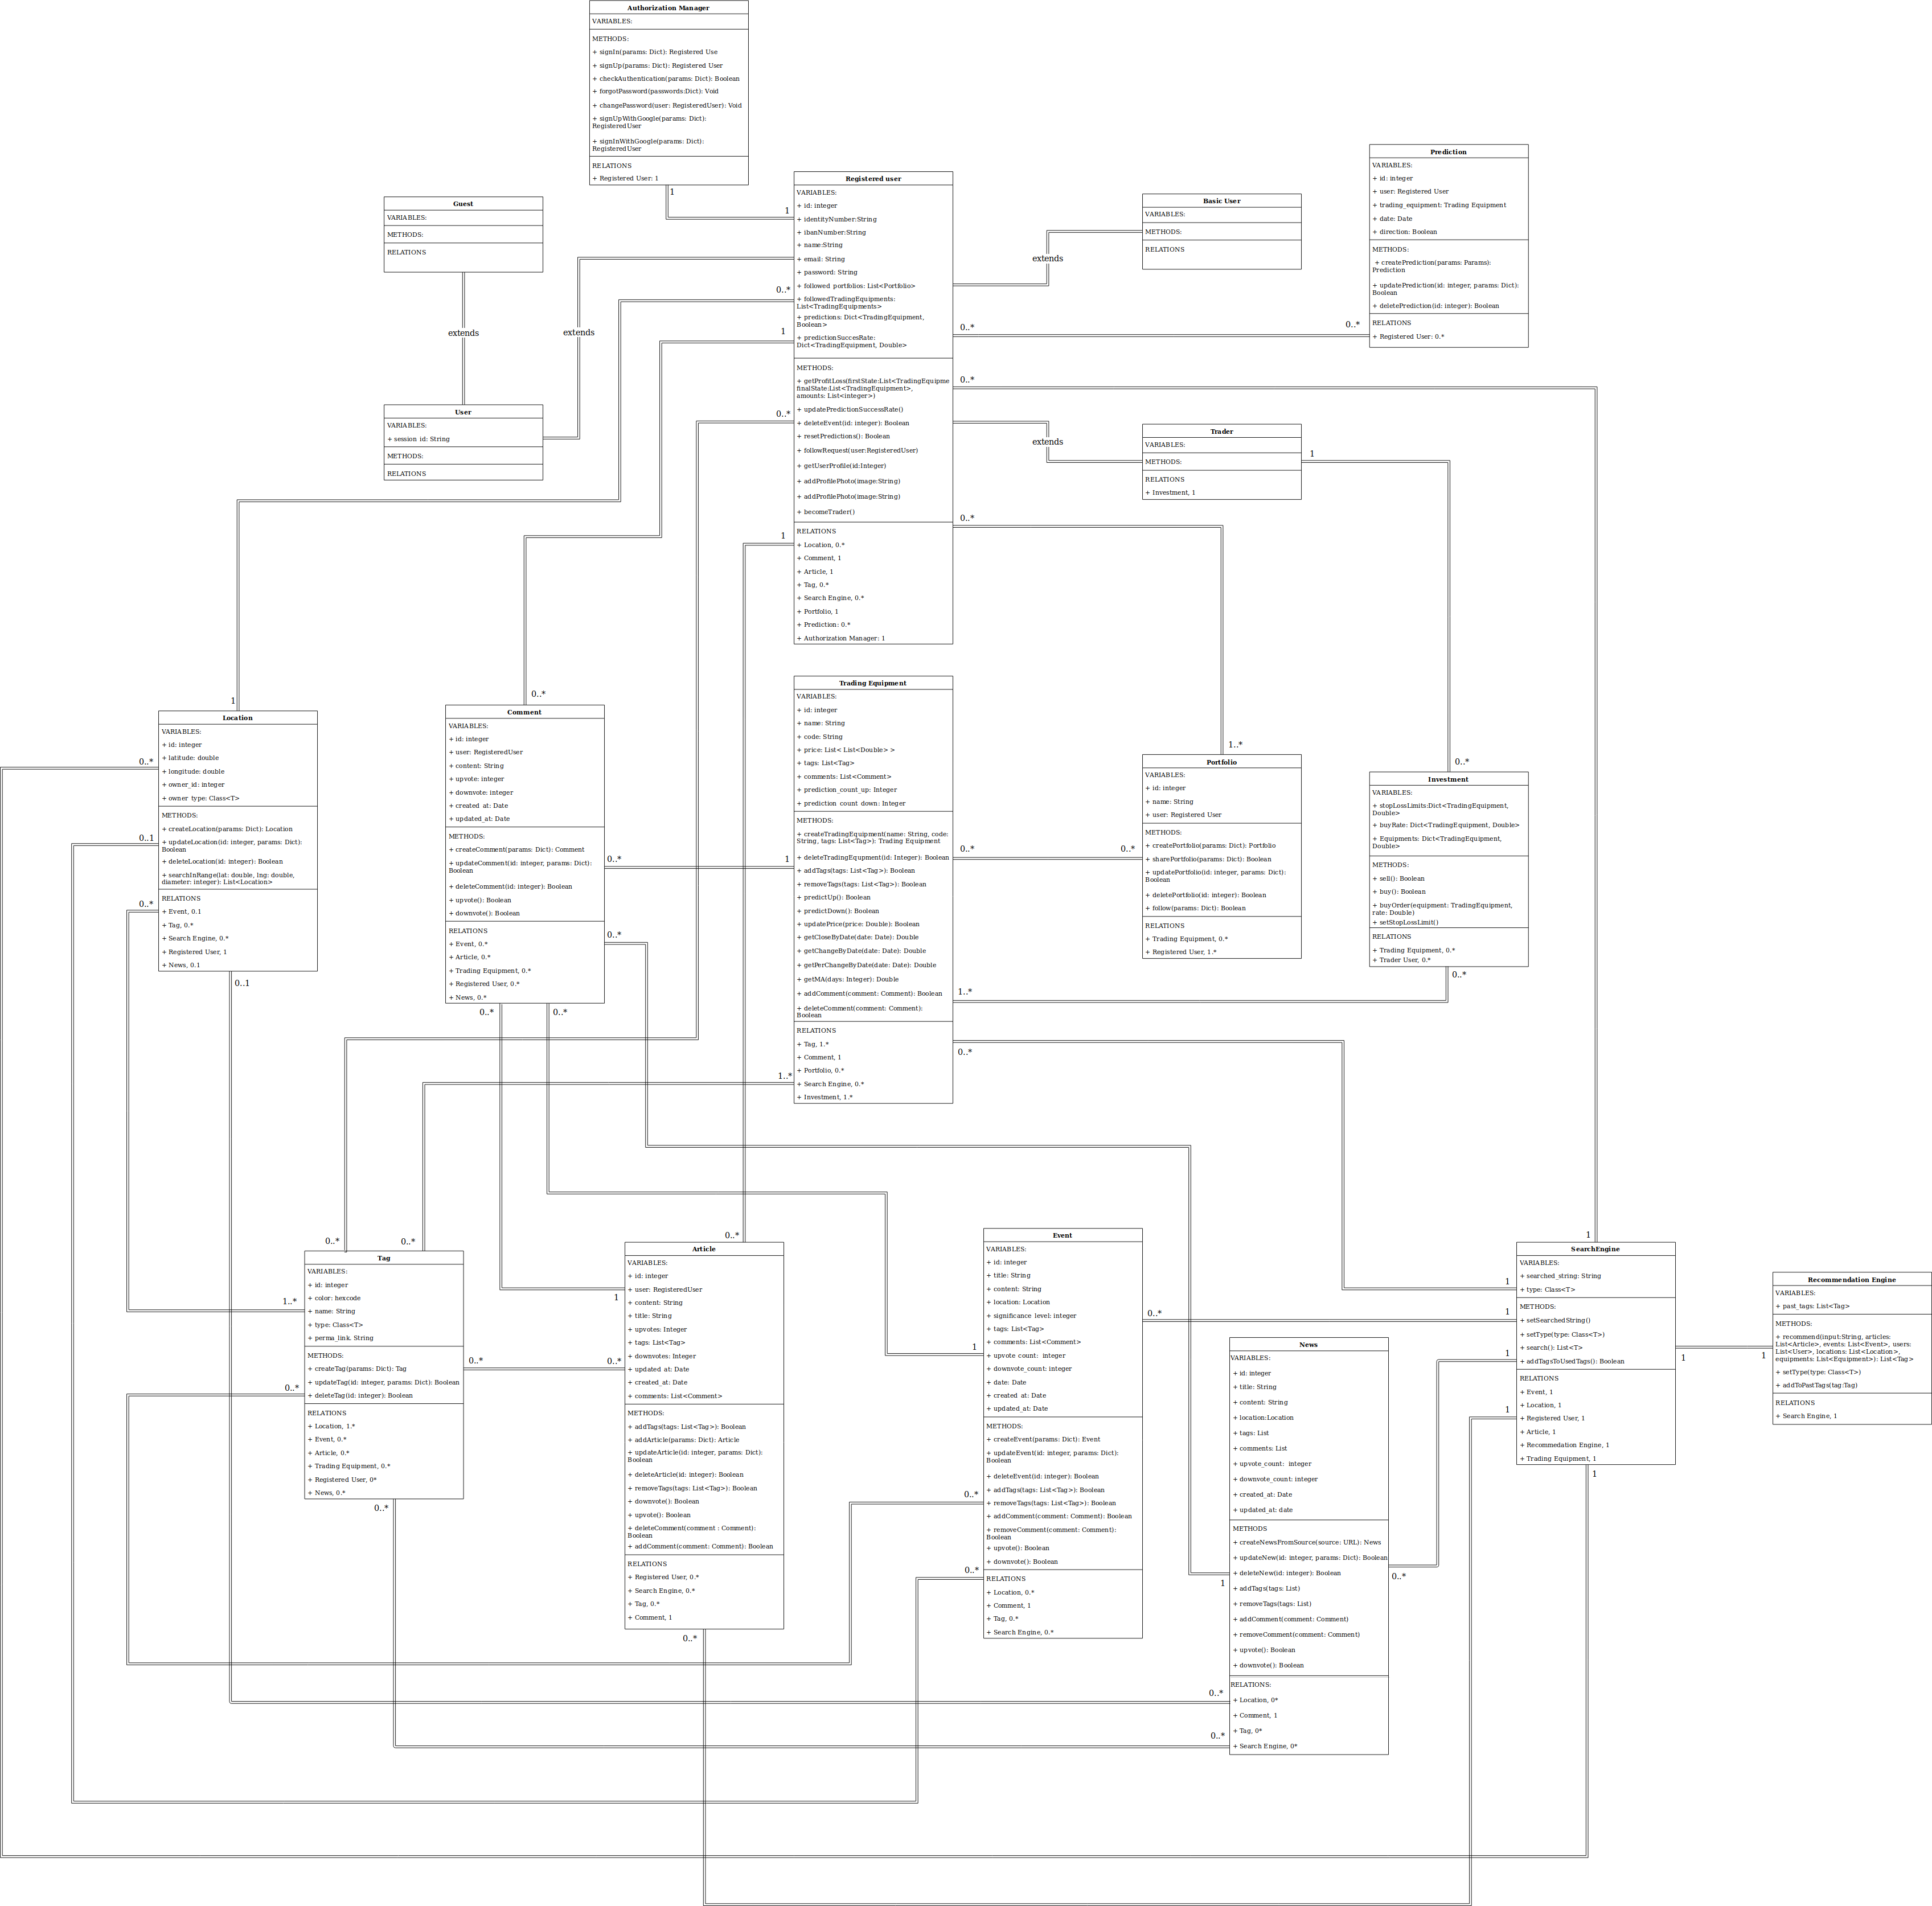 Authorization Manager
VARIABLES:
METHODS:
+ signIn(params: Dict): Registered Use
+ signUp(params: Dict): Registered User
+ checkAuthentication(params: Dict): Boolean
+ forgotPassword(passwords:Dict): Void
+ changePassword(user: RegisteredUser): Void
+ signUpWithGoogle(params: Dict):
RegisteredUser
+ signInWithGoogle(params: Dict):
RegisteredUser
RELATIONS
+ Registered User: 1
1
1
Guest
VARIABLES:
METHODS:
RELATIONS
extends
extends
User
VARIABLES:
+ session id: String
METHODS:
RELATIONS
Registered user
VARIABLES:
+ id: integer
+ identityNumber:String
+ ibanNumber:String
+ name:String
+ email: String
+ password: String
+ followed portfolios: List<Portfolio>
+ followedTradingEquipments:
List<TradingEquipments>
+ predictions: Dict<TradingEquipment,
Boolean>
+ predictionSuccesRate:
Dict<TradingEquipment, Double>
METHODS:
+ getProfitLoss(firstState:List<TradingEquipme
finalState:List<TradingEquipment>,
amounts: List<integer>)
+ updatePredictionSuccessRate()
+ deleteEvent(id: integer): Boolean
+ resetPredictions(): Boolean
+ followRequest(user:RegisteredUser)
+ getUserProfile(id:Integer)
+ addProfilePhoto(image:String)
+ addProfilePhoto(image:String)
+ becomeTrader()
RELATIONS
+ Location, 0.*
+ Comment, 1
+ Article, 1
+ Tag, 0.*
+ Search Engine, 0.*
+ Portfolio, 1
+ Prediction: 0.*
+ Authorization Manager: 1
0..*
1
0..*
1
0..*
0..*
0..*
extends
extends
Basic User
VARIABLES:
METHODS:
RELATIONS
Prediction
VARIABLES:
+ id: integer
+ user: Registered User
+ trading_equipment: Trading Equipment
+ date: Date
+ direction: Boolean
METHODS:
+ createPrediction(params: Params):
Prediction
+ updatePrediction(id: integer, params: Dict):
Boolean
+ deletePrediction(id: integer): Boolean
RELATIONS
+ Registered User: 0.*
0..*
Trader
VARIABLES:
METHODS:
RELATIONS
+ Investment, 1
1
Location
VARIABLES:
+ id: integer
+ latitude: double
+ longitude: double
+ owner_id: integer
+ owner type: Class<T>
METHODS:
+ createLocation(params: Dict): Location
+ updateLocation(id: integer, params: Dict):
Boolean
+ deleteLocation(id: integer): Boolean
+ searchInRange(lat: double, lng: double,
diameter: integer): List<Location>
RELATIONS
+ Event, 0.1
+ Tag, 0.*
+ Search Engine, 0.*
+ Registered User, 1
+ News, 0.1
1
0..*
0..1
0..*
0..1
Comment
VARIABLES:
+ id: integer
+ user: RegisteredUser
+ content: String
+ upvote: integer
+ downvote: integer
+ created at: Date
+ updated_at: Date
METHODS:
+ createComment(params: Dict): Comment
+ updateComment(id: integer, params: Dict):
Boolean
+ deleteComment(id: integer): Boolean
+ upvote(): Boolean
+ downvote(): Boolean
RELATIONS
+ Event, 0.*
+ Article, 0.*
+ Trading Equipment, 0.*
+ Registered User, 0.*
+ News, 0.*
0..*
0..*
0..*
0..*
0..*
Trading Equipment
VARIABLES:
+ id: integer
+ name: String
+ code: String
+ price: List< List<Double> >
+ tags: List<Tag>
+ comments: List<Comment>
+ prediction_count_up: Integer
+ prediction count down: Integer
METHODS:
+ createTradingEquipment(name: String, code:
String, tags: List<Tag>): Trading Equipment
+ deleteTradingEqupment(id: Integer): Boolean
+ addTags(tags: List<Tag>): Boolean
+ removeTags(tags: List<Tag>): Boolean
+ predictUp(): Boolean
+ predictDown(): Boolean
+ updatePrice(price: Double): Boolean
+ getCloseByDate(date: Date): Double
+ getChangeByDate(date: Date): Double
+ getPerChangeByDate(date: Date): Double
+ getMA(days: Integer): Double
+ addComment(comment: Comment): Boolean
+ deleteComment(comment: Comment):
Boolean
RELATIONS
+ Tag, 1.*
+ Comment, 1
+ Portfolio, 0.*
+ Search Engine, 0.*
+ Investment, 1.*
1
0..*
1..*
0..*
1..*
Portfolio
VARIABLES:
+ id: integer
+ name: String
+ user: Registered User
METHODS:
+ createPortfolio(params: Dict): Portfolio
+ sharePortfolio(params: Dict): Boolean
+ updatePortfolio(id: integer, params: Dict):
Boolean
+ deletePortfolio(id: integer): Boolean
+ follow(params: Dict): Boolean
RELATIONS
+ Trading Equipment, 0.*
+ Registered User, 1.*
1..*
0..*
Investment
VARIABLES:
+ stopLossLimits:Dict<TradingEquipment,
Double>
+ buyRate: Dict<TradingEquipment, Double>
+ Equipments: Dict<TradingEquipment,
Double>
METHODS:
+ sell(): Boolean
+ buy(): Boolean
+ buyOrder(equipment: TradingEquipment,
rate: Double)
+ setStopLossLimit()
RELATIONS
+ Trading Equipment, 0.*
+ Trader User, 0.*
0..*
0..*
Tag
VARIABLES:
+ id: integer
+ color: hexcode
+ name: String
+ type: Class<T>
+ perma_link. String
METHODS:
+ createTag(params: Dict): Tag
+ updateTag(id: integer, params: Dict): Boolean
+ deleteTag(id: integer): Boolean
RELATIONS
+ Location, 1.*
+ Event, 0.*
+ Article, 0.*
+ Trading Equipment, 0.*
+ Registered User, 0*
+ News, 0.*
0..*
0..*
1..*
0..*
0..*
0..*
Article
VARIABLES:
+ id: integer
+ user: RegisteredUser
+ content: String
+ title: String
+ upvotes: Integer
+ tags: List<Tag>
+ downvotes: Integer
+ updated at: Date
+ created_at: Date
+ comments: List<Comment>
METHODS:
+ addTags(tags: List<Tag>): Boolean
+ addArticle(params: Dict): Article
+ updateArticle(id: integer, params: Dict):
Boolean
+ deleteArticle(id: integer): Boolean
+ removeTags(tags: List<Tag>): Boolean
+ downvote(): Boolean
+ upvote(): Boolean
+ deleteComment(comment : Comment):
Boolean
+ addComment(comment: Comment): Boolean
RELATIONS
+ Registered User, 0.*
+ Search Engine, 0.*
+ Tag, 0.*
+ Comment, 1
0..*
1
0..*
0..*
Event
VARIABLES:
+ id: integer
+ title: String
+ content: String
+ location: Location
+ significance level: integer
+ tags: List<Tag>
+ comments: List<Comment>
+ upvote count: integer
+ downvote_count: integer
+ date: Date
+ created at: Date
+ updated_at: Date
METHODS:
+ createEvent(params: Dict): Event
+ updateEvent(id: integer, params: Dict):
Boolean
+ deleteEvent(id: integer): Boolean
+ addTags(tags: List<Tag>): Boolean
+ removeTags(tags: List<Tag>): Boolean
+ addComment(comment: Comment): Boolean
+ removeComment(comment: Comment):
Boolean
+ upvote(): Boolean
+ downvote(): Boolean
RELATIONS
+ Location, 0.*
+ Comment, 1
+ Tag, 0.*
+ Search Engine, 0.*
1
0..*
0..*
0..*
News
VARIABLES:
+ id: integer
+ title: String
+ content: String
+ location:Location
+ tags: List
+ comments: List
+ upvote_count: integer
+ downvote_count: integer
+ created_at: Date
+ updated_at: date
METHODS
+ createNewsFromSource(source: URL): News
+ updateNew(id: integer, params: Dict): Boolean
+ deleteNew(id: integer): Boolean
+ addTags(tags: List)
+ removeTags(tags: List)
+ addComment(comment: Comment)
+ removeComment(comment: Comment)
+ upvote(): Boolean
+ downvote(): Boolean
RELATIONS:
+ Location, 0*
+ Comment, 1
+ Tag, 0*
+ Search Engine, 0*
1
0..*
0..*
0..*
SearchEngine
VARIABLES:
+ searched_string: String
+ type: Class<T>
METHODS:
+ setSearchedString()
+ setType(type: Class<T>)
+ search(): List<T>
+ addTagsToUsedTags(): Boolean
RELATIONS
+ Event, 1
+ Location, 1
+ Registered User, 1
+ Article, 1
+ Recommedation Engine, 1
+ Trading Equipment, 1
1
1
1
1
1
1
1
Recommendation Engine
VARIABLES:
+ past_tags: List<Tag>
METHODS:
+ recommend(input:String, articles:
List<Article>, events: List<Event>, users:
List<User>, locations: List<Location>,
equipments: List<Equipment>): List<Tag>
+ setType(type: Class<T>)
+ addToPastTags(tag:Tag)
RELATIONS
+ Search Engine, 1
1